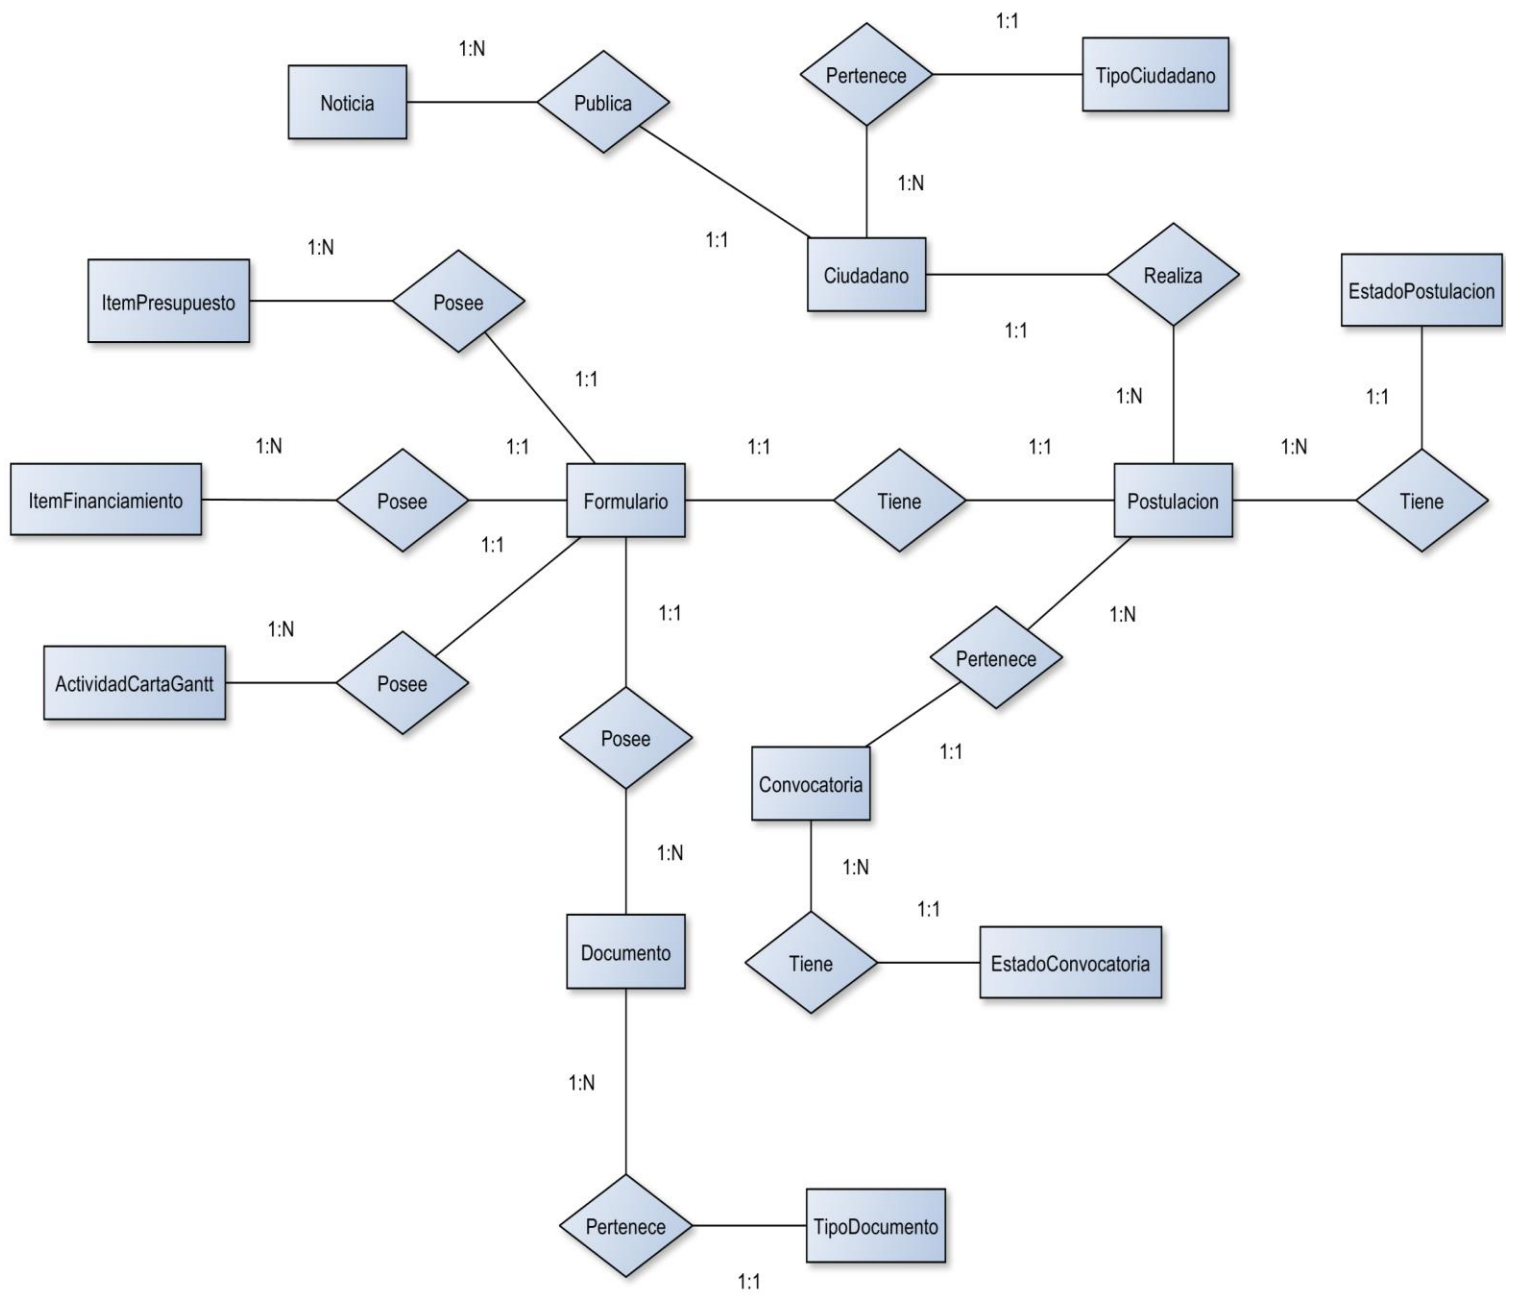 1:1
1:N
Pertenece
TipoCiudadano
Noticia
Publica
1:N
1:1
1:N
Ciudadano
Realiza
EstadoPostulacion
ItemPresupuesto
Posee
1:1
1:1
1:N
1:1
1:N
1:1
1:1
1:1
1:N
ItemFinanciamiento
Posee
Formulario
Tiene
Postulacion
Tiene
1:1
1:1
1:N
1:N
Pertenece
ActividadCartaGantt
Posee
Posee
1:1
Convocatoria
1:N
1:N
1:1
Documento
Tiene
EstadoConvocatoria
1:N
Pertenece
TipoDocumento
1:1